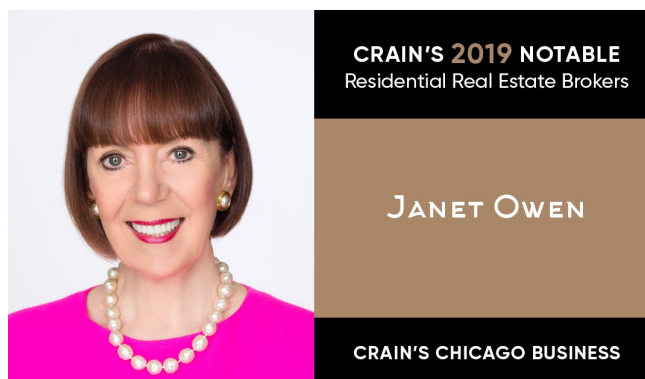 CRAIN'S 2019 NOTABLE
Residential Real Estate Brokers
JANET OWEN
CRAIN'S CHICAGO BUSINESS